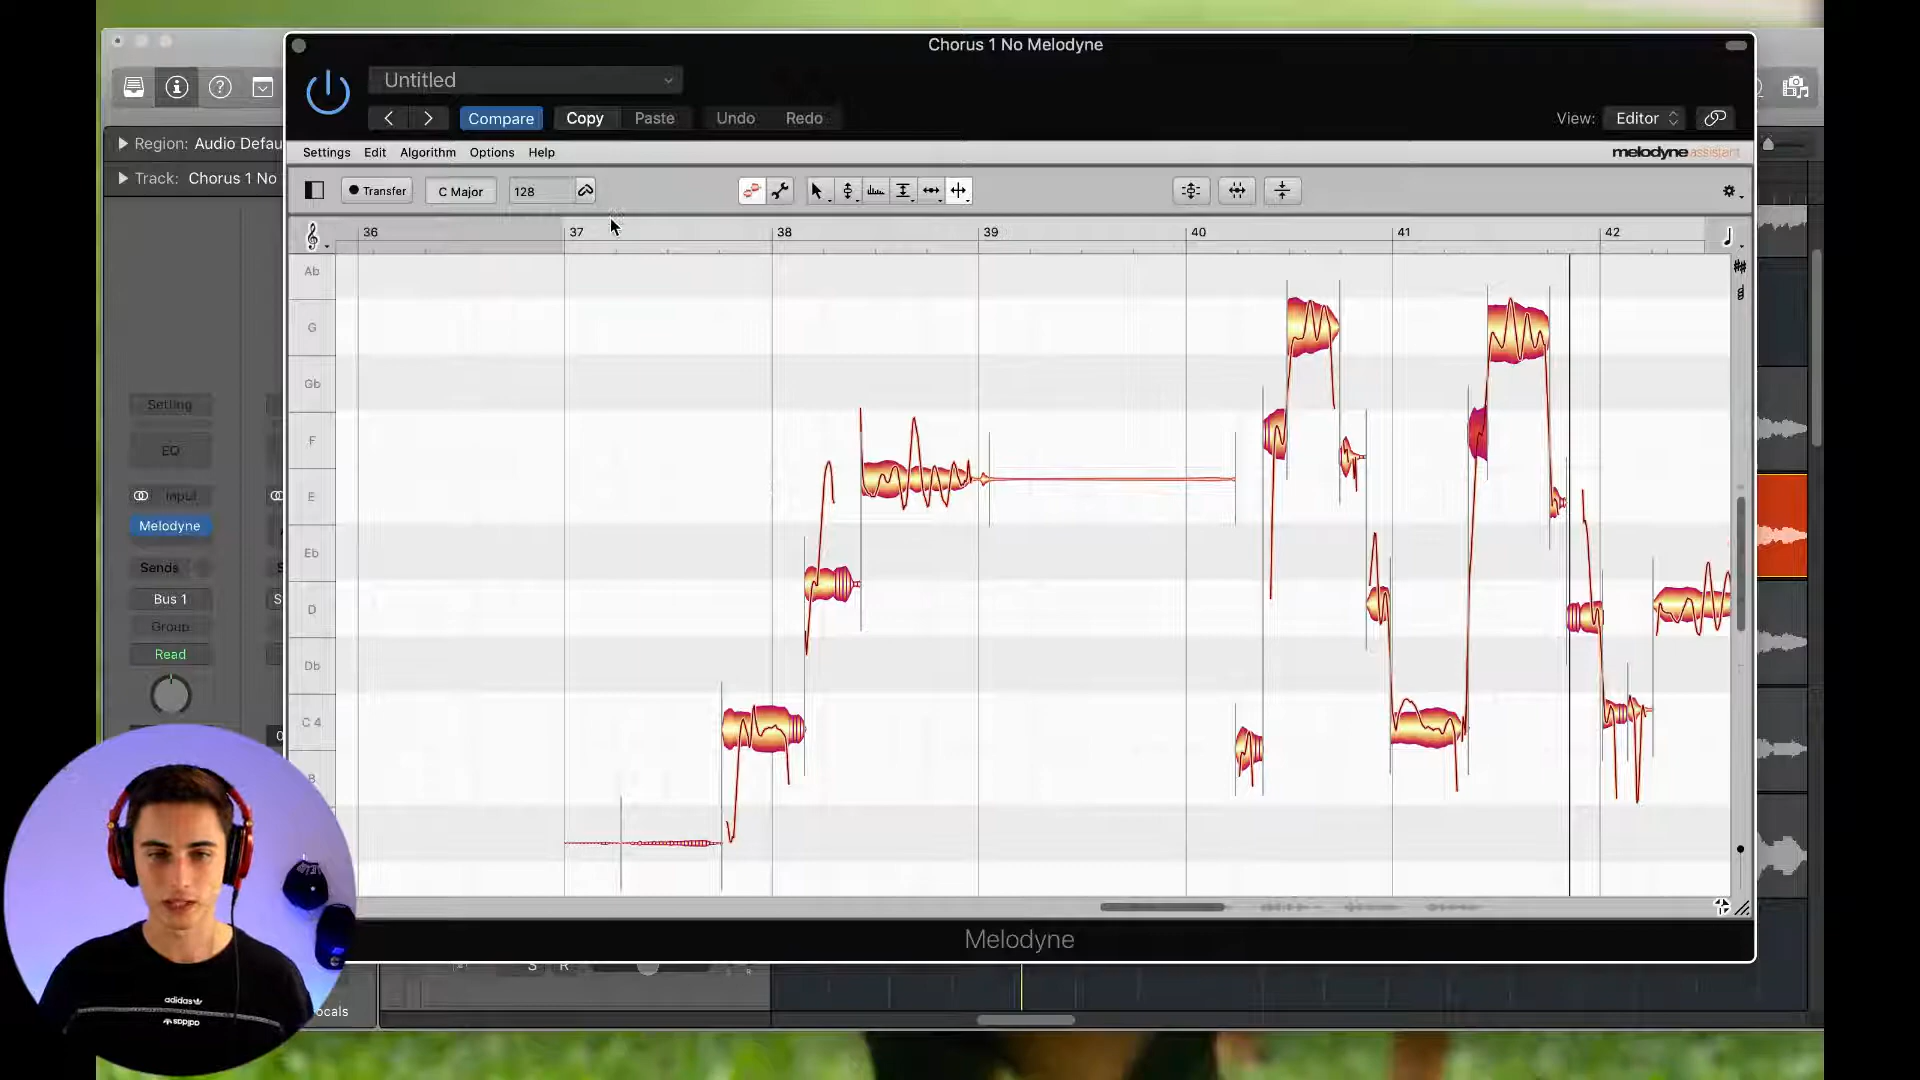 Chorus 1 No Melodyne
Untitled
Compare Copy Paste Undo Redo View: Editor
Region: Audio Defau
Settings Edit Algorithm Options Help melodyne assistant
Track: Chorus 1 No
Transfer C Major 128
36 37 38 39 40 41 42
Ab
G
Gb
F
E
Eb
D
Db
C 4
B
Setting
EQ
Input
Melodyne
Sends
Bus 1
Group
Read
Melodyne
S R
ocals
adidas